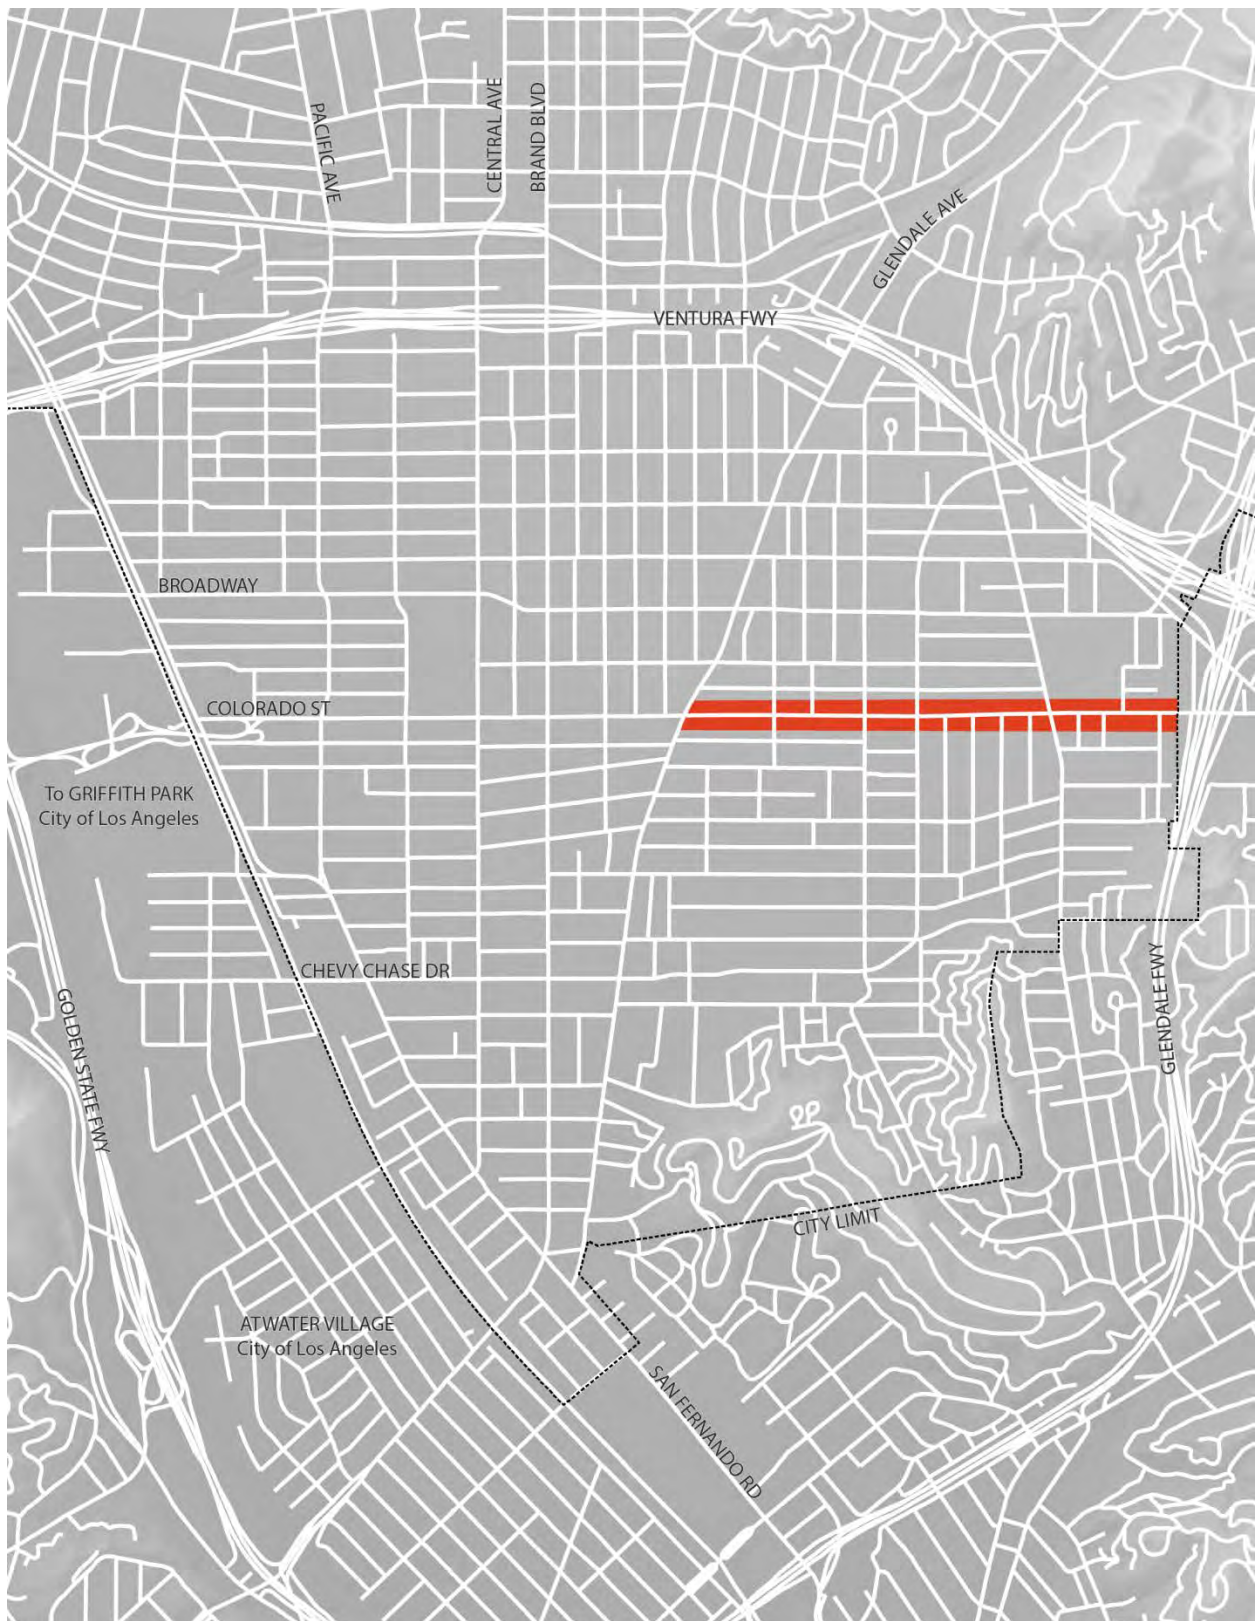 PACIFIC AVE
CENTRAL AVE
BRAND BLVD
GLENDALE AVE
VENTURA FWY
BROADWAY
COLORADO ST
To GRIFFITH PARK
City of Los Angeles
CHEVY CHASE DR
GOLDEN STATE FWY
GLENDALE FWY
CITY LIMIT
ATWATER VILLAGE
City of Los Angeles
SAN FERNANDO RD